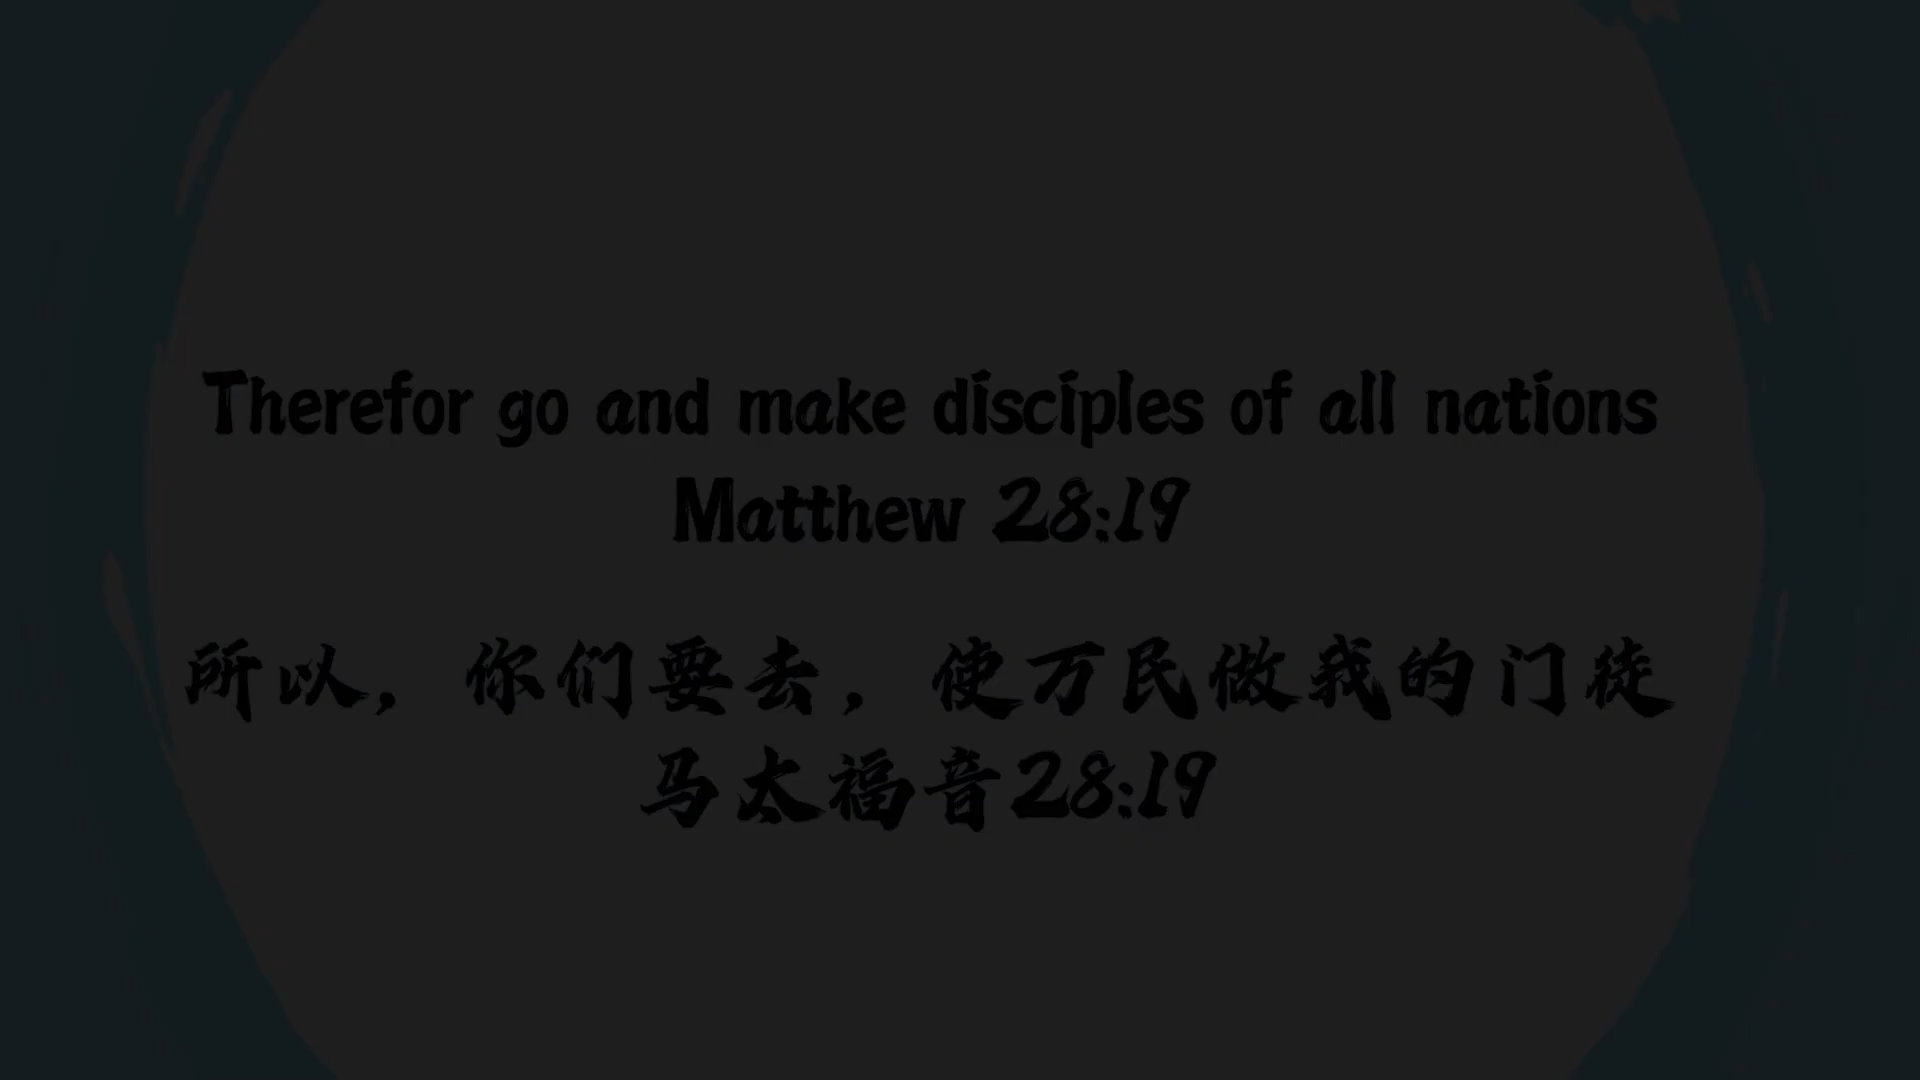 Therefor go and make disciples of all nations
Matthew 28:19
所以，你们要去，使万民做我的门徒
马太福音28:19